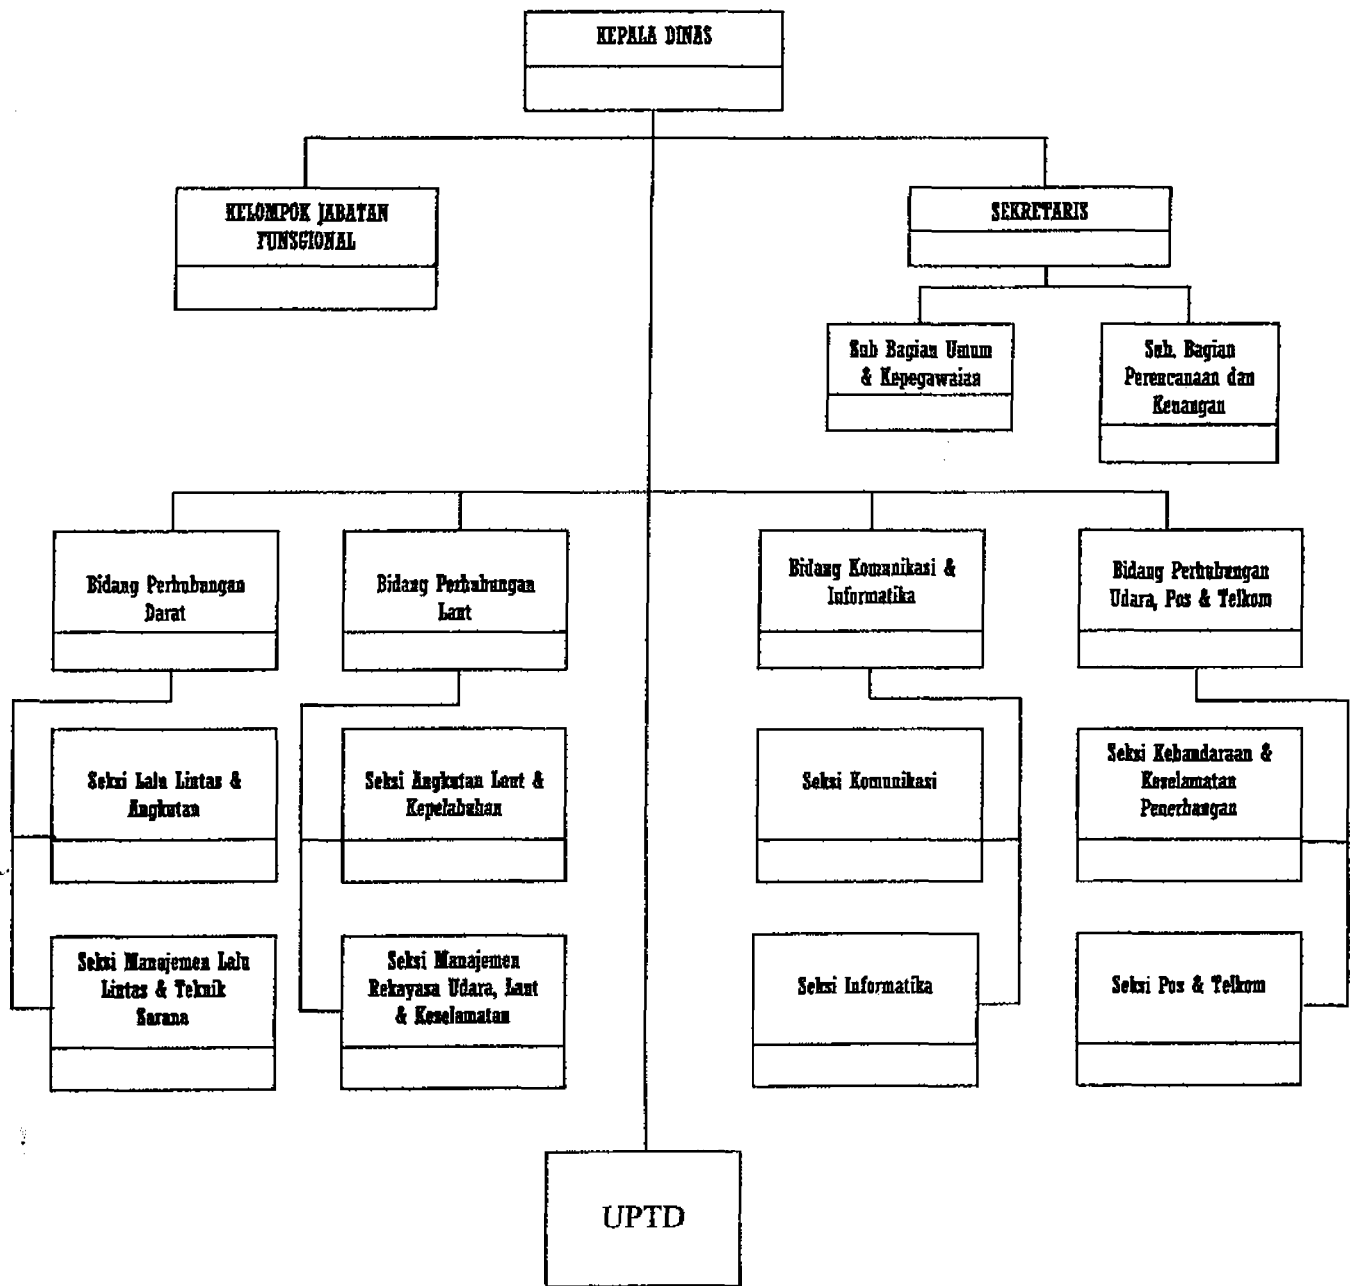 KEPALA DINAS
KELOMPOK JABATAN
FUNSGIONAL
SEKRETARIS
Sub Bagian Umum
& Kepegawaian
Sub. Bagian
Perencanaan dan
Keuangan
Bidang Perhubungan
Darat
Bidang Perhubungan
Laut
Bidang Komunikasi &
Informatika
Bidang Perhubungan
Udara, Pos & Telkom
Seksi Lalu Lintas &
Angkutan
Seksi Angkutan Laut &
Kepelabuhan
Seksi Komunikasi
Seksi Kebandaraan &
Keselamatan
Penerbangan
Seksi Manajemen Lalu
Lintas & Teknik
Sarana
Seksi Manajemen
Rekayasa Udara, Laut
& Keselamatan
Seksi Informatika
Seksi Pos & Telkom
UPTD